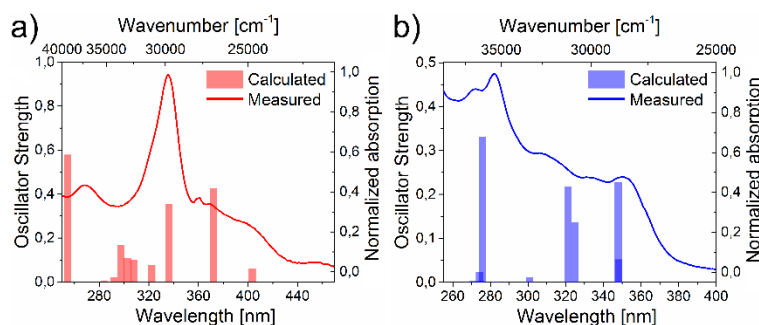 a)
Wavenumber [cm⁻¹]
40000 35000 30000 25000
1,0
0,8
0,6
0,4
0,2
0,0
Oscillator Strength
Calculated
Measured
1,0
0,8
0,6
0,4
0,2
0,0
Normalized absorption
280 320 360 400 440
Wavelength [nm]
b)
Wavenumber [cm⁻¹]
35000 30000 25000
0,5
0,4
0,3
0,2
0,1
0,0
Oscillator Strength
Calculated
Measured
1,0
0,8
0,6
0,4
0,2
0,0
Normalized absorption
260 280 300 320 340 360 380 400
Wavelength [nm]